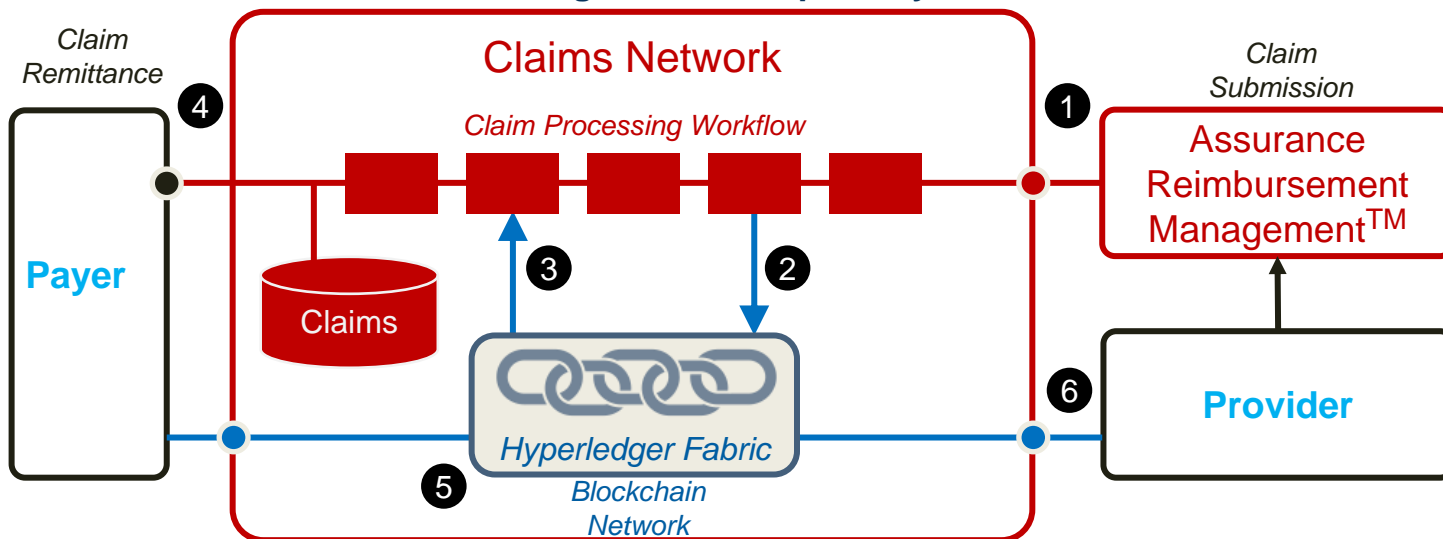 Claim
Remittance
Claims Network
Claim
Submission
4
1
Claim Processing Workflow
Assurance
Reimbursement
Management™
Payer
3
2
Claims
6
Provider
Hyperledger Fabric
5
Blockchain
Network